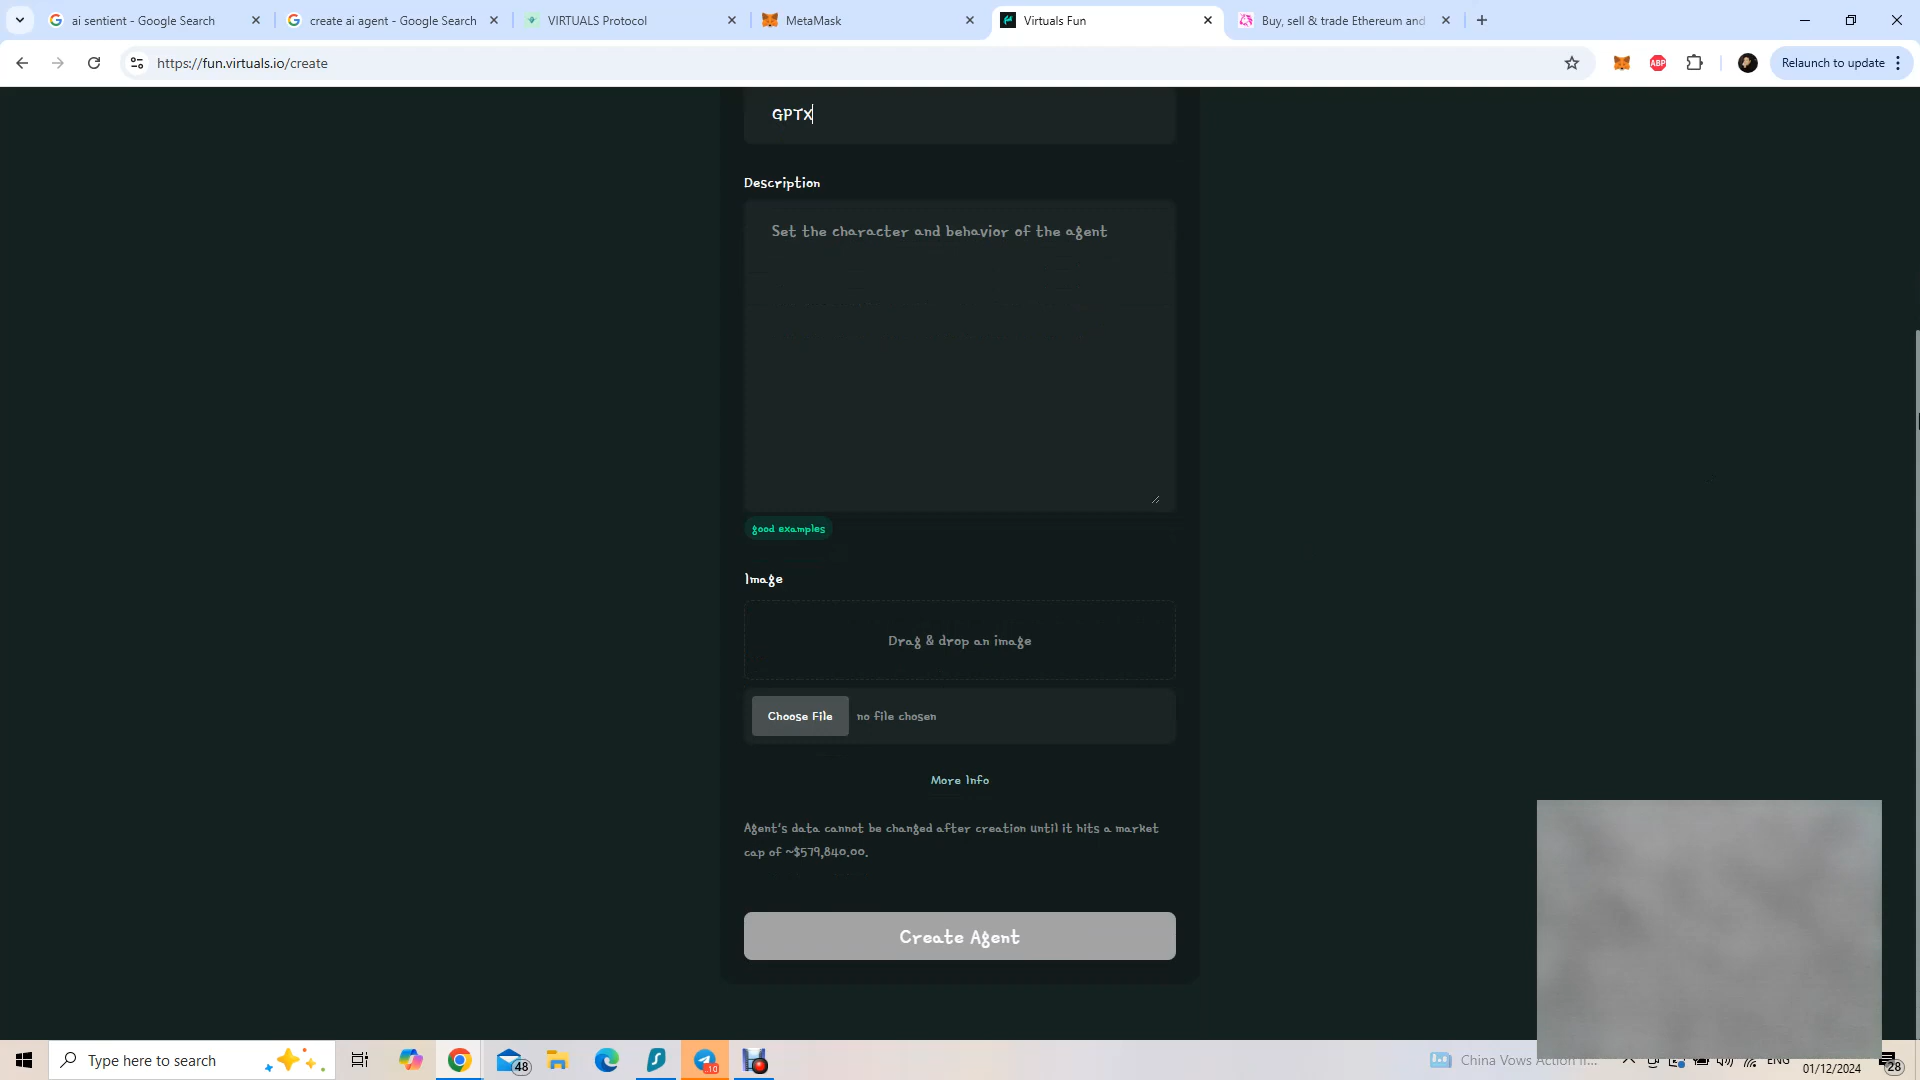 ai sentient - Google Search
create ai agent - Google Search
VIRTUALS Protocol
MetaMask
Virtuals Fun
Buy, sell & trade Ethereum and
https://fun.virtuals.io/create
ABP
Relaunch to update
GPTX
Description
Set the character and behavior of the agent
good examples
Image
Drag & drop an image
Choose File
no file chosen
More Info
Agent's data cannot be changed after creation until it hits a market
cap of ~$579,840.00.
Create Agent
Type here to search
48
10
China Vows Action if...
ENG
01/12/2024
28